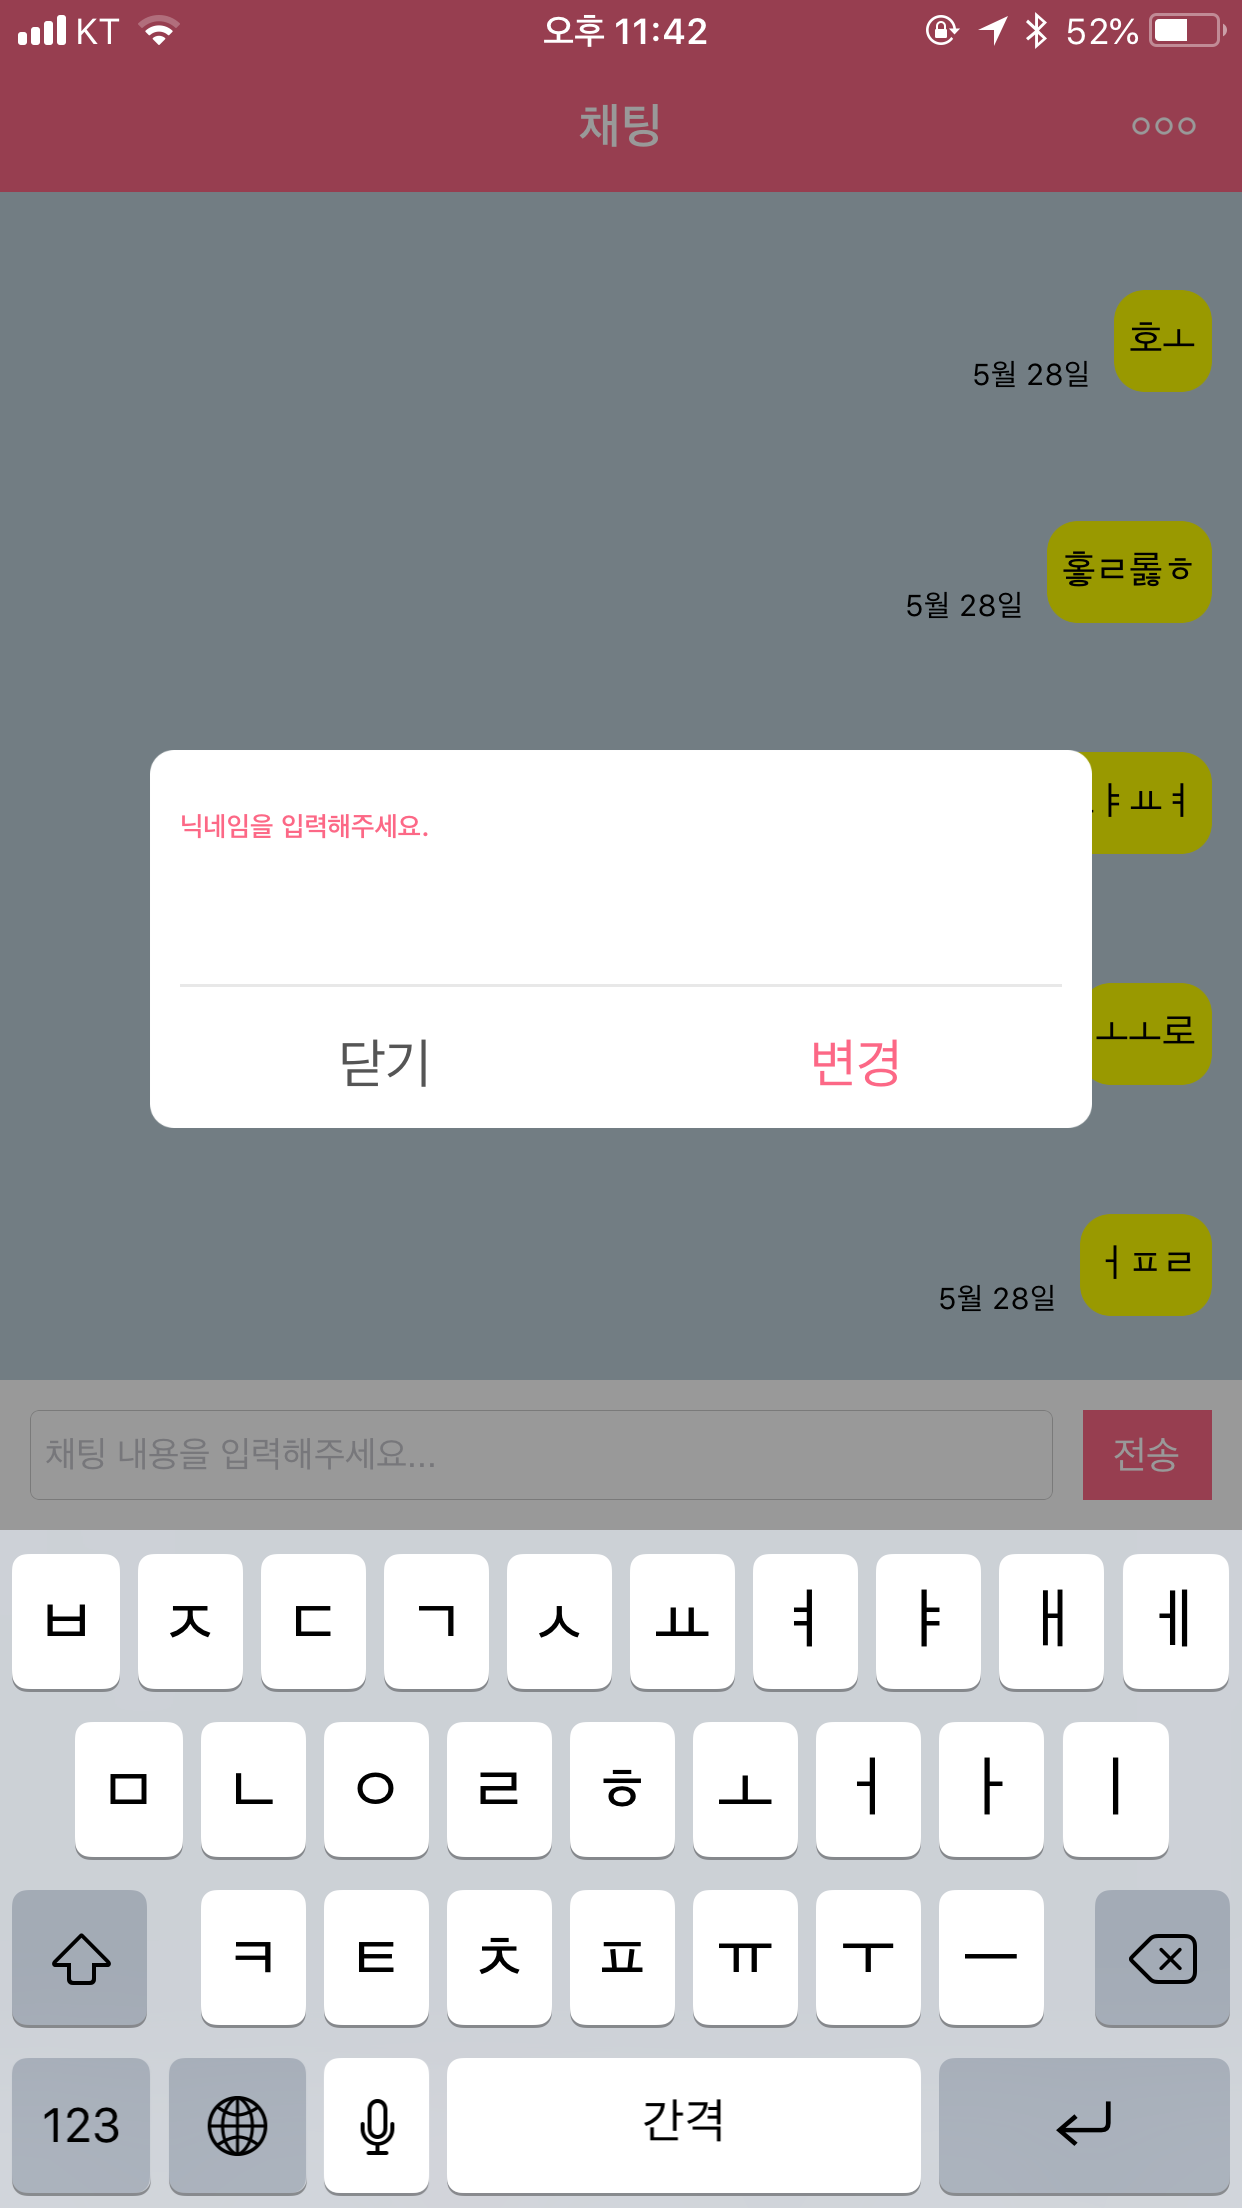 KT 오후 11:42 52%
채팅
호ㅗ
5월 28일
홓ㄹ롫ㅎ
5월 28일
ㅑㅛㅕ
닉네임을 입력해주세요.
ㅗㅗ로
닫기 변경
ㅓㅍㄹ
5월 28일
채팅 내용을 입력해주세요... 전송
ㅂ ㅈ ㄷ ㄱ ㅅ ㅛ ㅕ ㅑ ㅐ ㅔ
ㅁ ㄴ ㅇ ㄹ ㅎ ㅗ ㅓ ㅏ ㅣ
ㅋ ㅌ ㅊ ㅍ ㅠ ㅜ ㅡ
123 간격